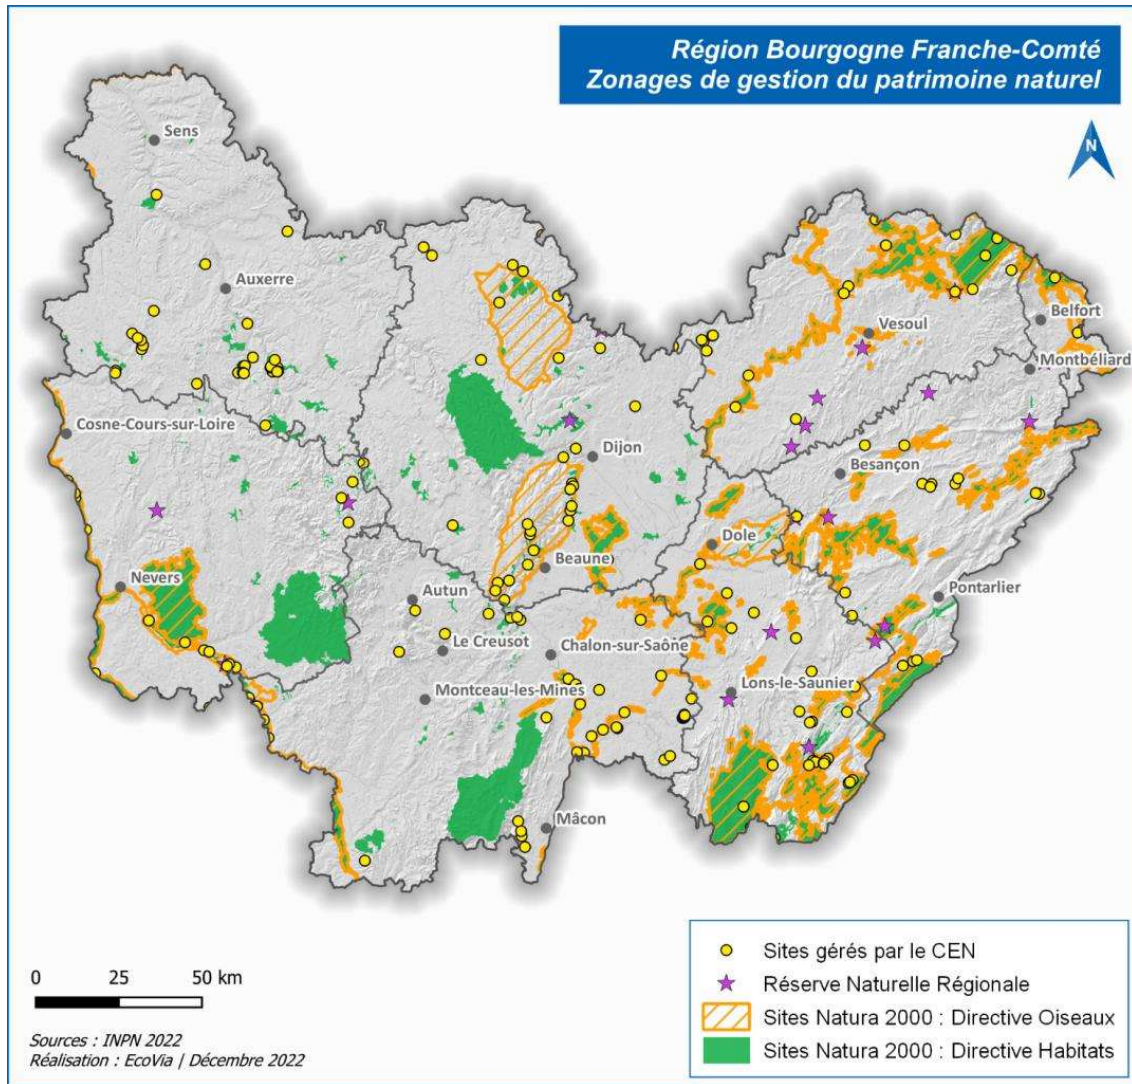 Région Bourgogne Franche-Comté
Zonages de gestion du patrimoine naturel
N
Sens
Auxerre
Belfort
Vesoul
Montbéliard
Cosne-Cours-sur-Loire
Dijon
Besançon
Dole
Beaune
Nevers
Autun
Pontarlier
Le Creusot
Chalon-sur-Saône
Lons-le-Saunier
Montceau-les-Mines
Mâcon
Sites gérés par le CEN
Réserve Naturelle Régionale
Sites Natura 2000 : Directive Oiseaux
Sites Natura 2000 : Directive Habitats
0 25 50 km
Sources : INPN 2022
Réalisation : EcoVia | Décembre 2022